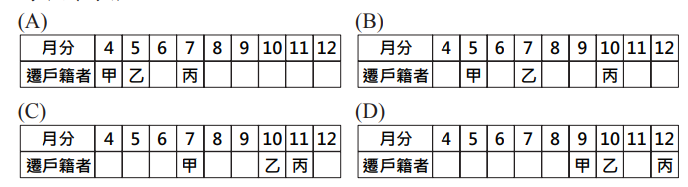 (A)
月分 4 5 6 7 8 9 10 11 12
遷戶籍者 甲 乙 丙
(B)
月分 4 5 6 7 8 9 10 11 12
遷戶籍者 甲 乙 丙
(C)
月分 4 5 6 7 8 9 10 11 12
遷戶籍者 甲 乙 丙
(D)
月分 4 5 6 7 8 9 10 11 12
遷戶籍者 甲 乙 丙